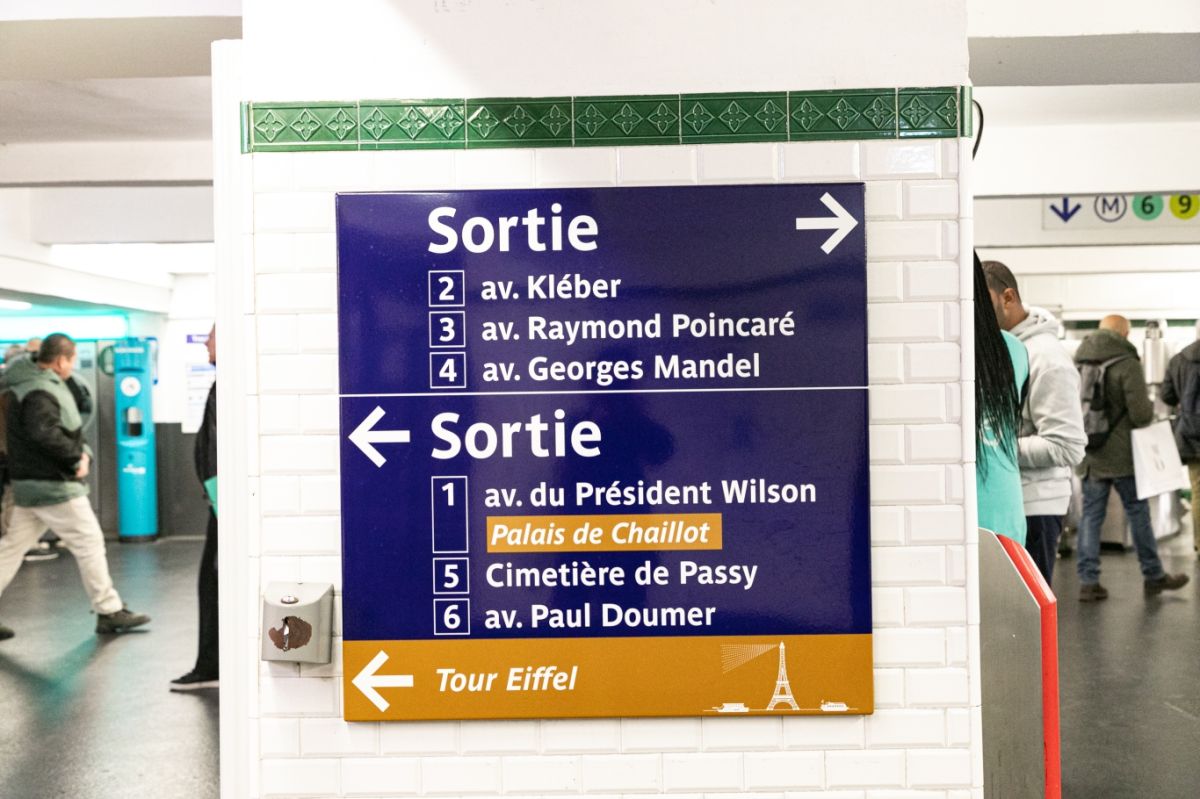 Sortie
2 av. Kléber
3 av. Raymond Poincaré
4 av. Georges Mandel
Sortie
1 av. du Président Wilson
Palais de Chaillot
5 Cimetière de Passy
6 av. Paul Doumer
Tour Eiffel
M 6 9